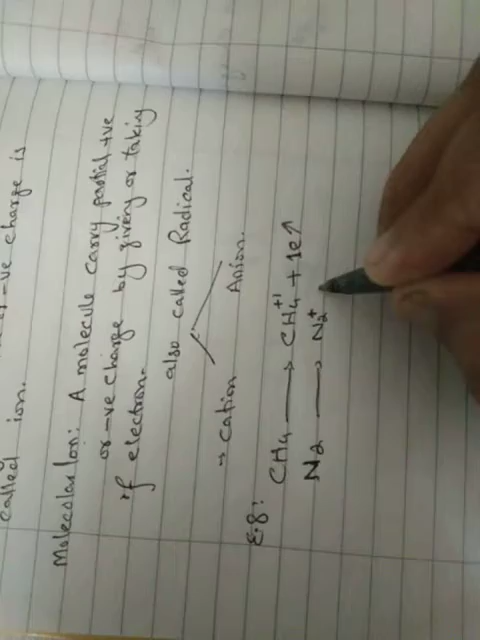 or -ve charge is
called ion.
Molecular Ion: A molecule carry partial +ve
or -ve charge by giving or taking
of electron.
also called Radical.
→ Cation Anion.
E.g:
CH4 ⟶ CH4+1 + 1e↑
N2 ⟶ N2+